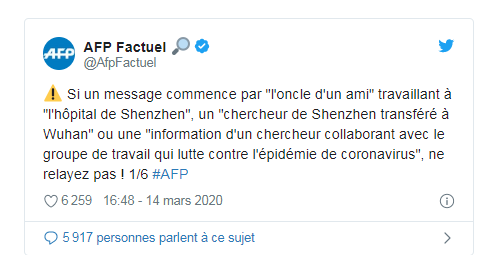 AFP
AFP Factuel 🔎
@AfpFactuel
⚠️ Si un message commence par "l'oncle d'un ami" travaillant à
"l'hôpital de Shenzhen", un "chercheur de Shenzhen transféré à
Wuhan" ou une "information d'un chercheur collaborant avec le
groupe de travail qui lutte contre l'épidémie de coronavirus", ne
relayez pas ! 1/6 #AFP
6 259 16:48 - 14 mars 2020
5 917 personnes parlent à ce sujet